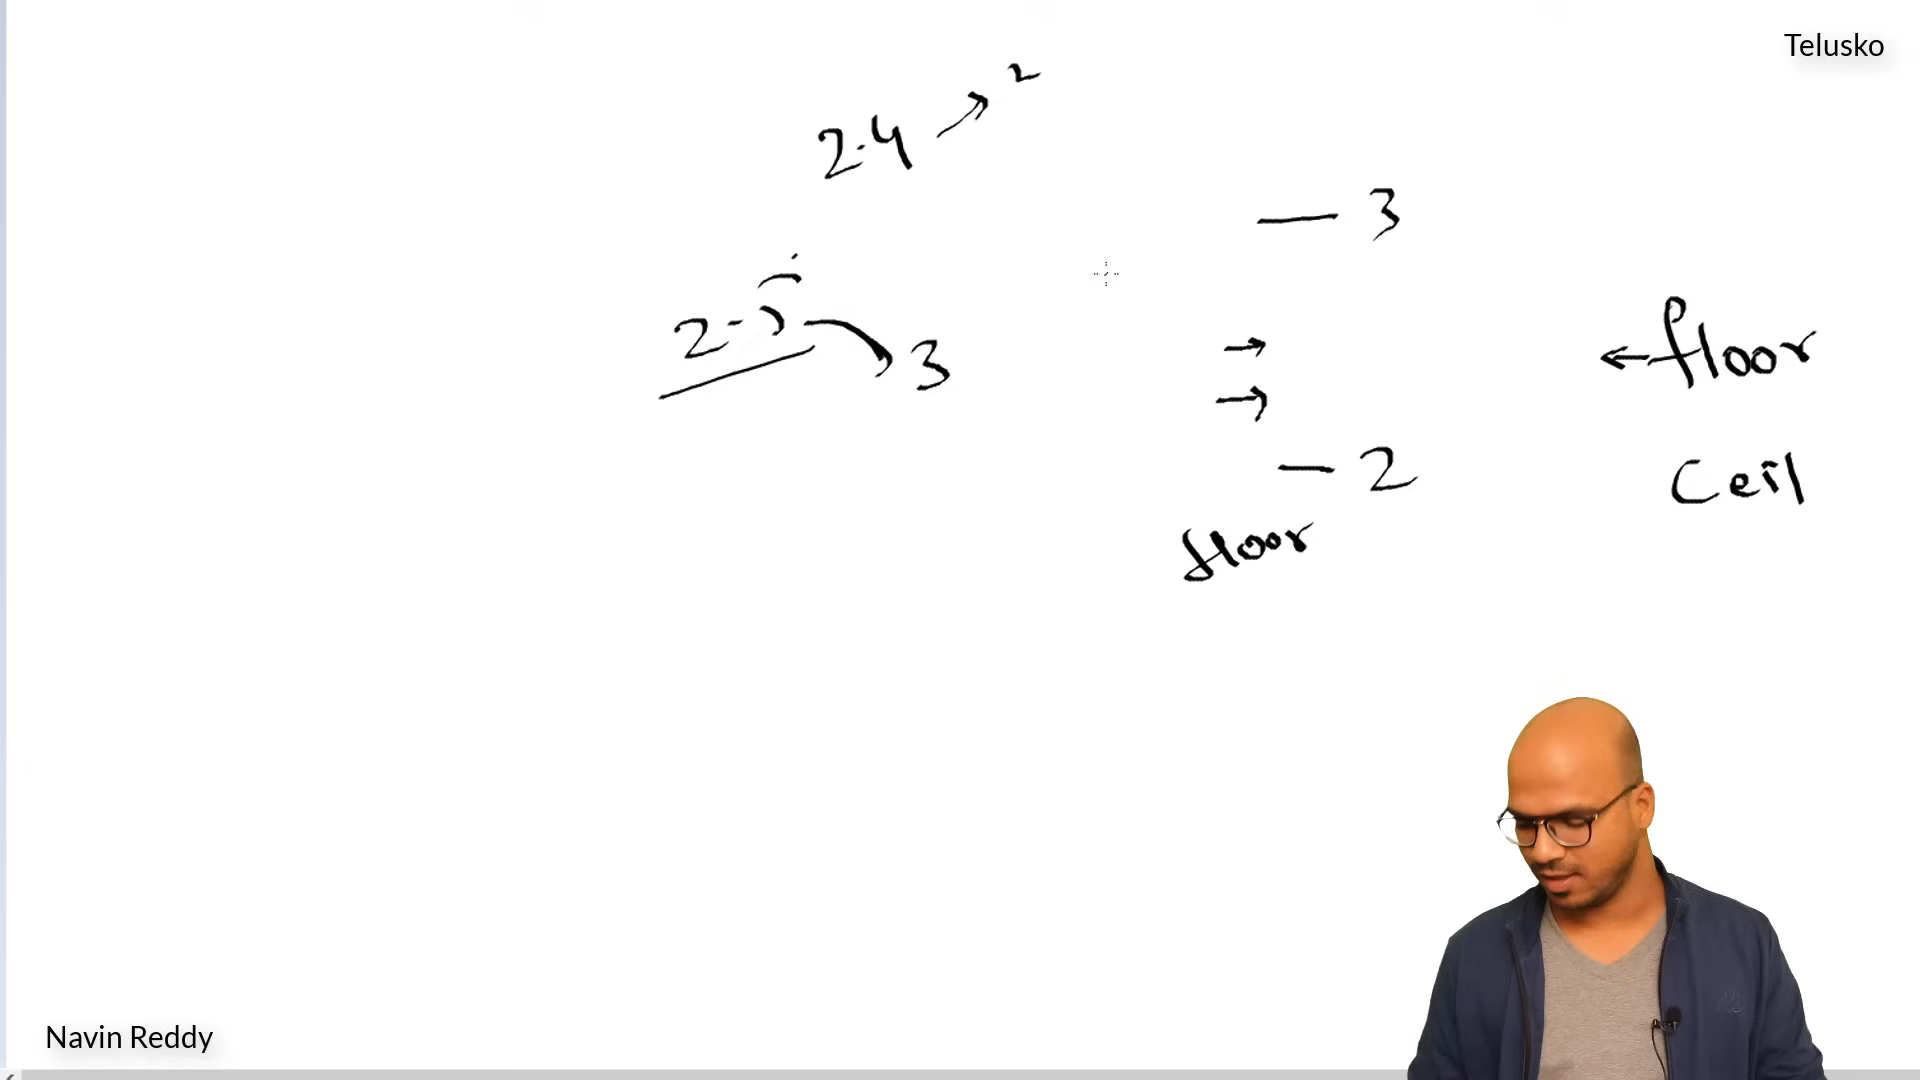 Telusko
2.4 → 2
— 3
2.5 → 3
→
← floor
→
— 2
Ceil
floor
Navin Reddy